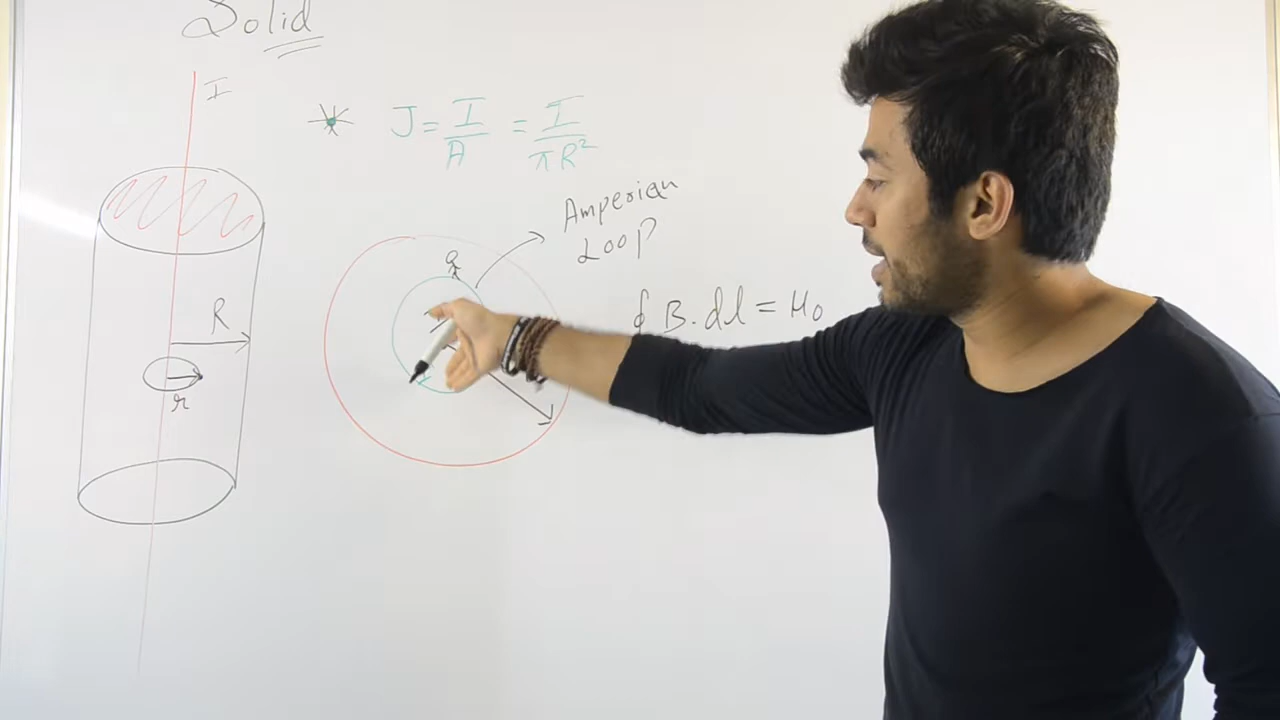 Solid
I
J = I/A = I/πR²
Amperian
Loop
R
∮ B.dl = μ₀
r